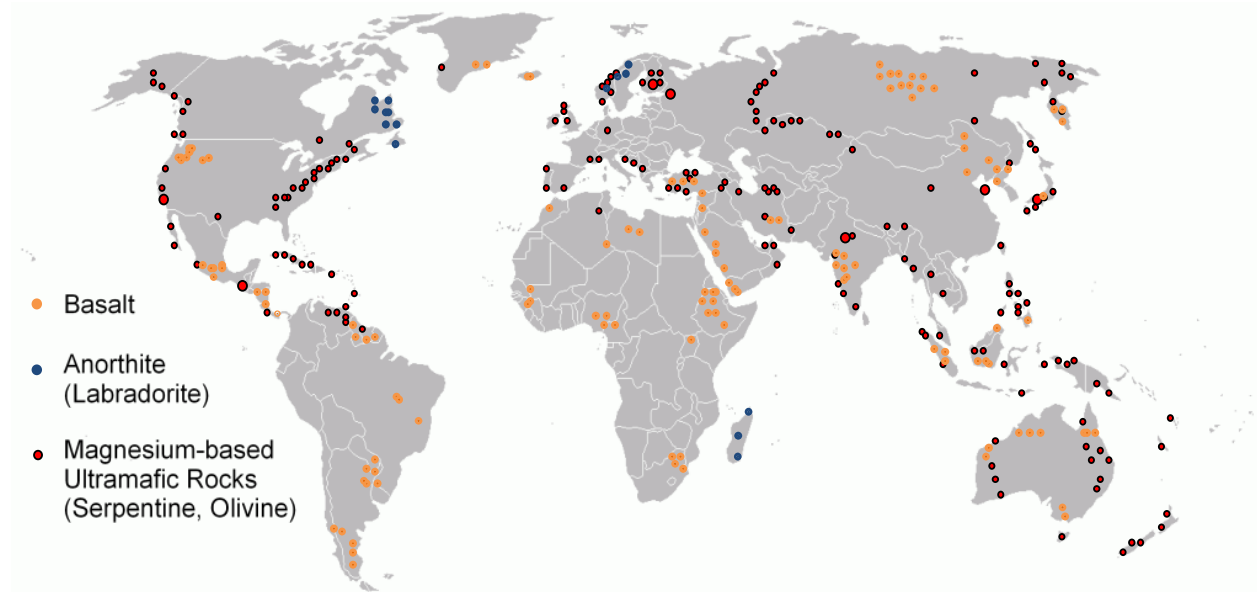 Basalt
Anorthite
(Labradorite)
Magnesium-based
Ultramafic Rocks
(Serpentine, Olivine)